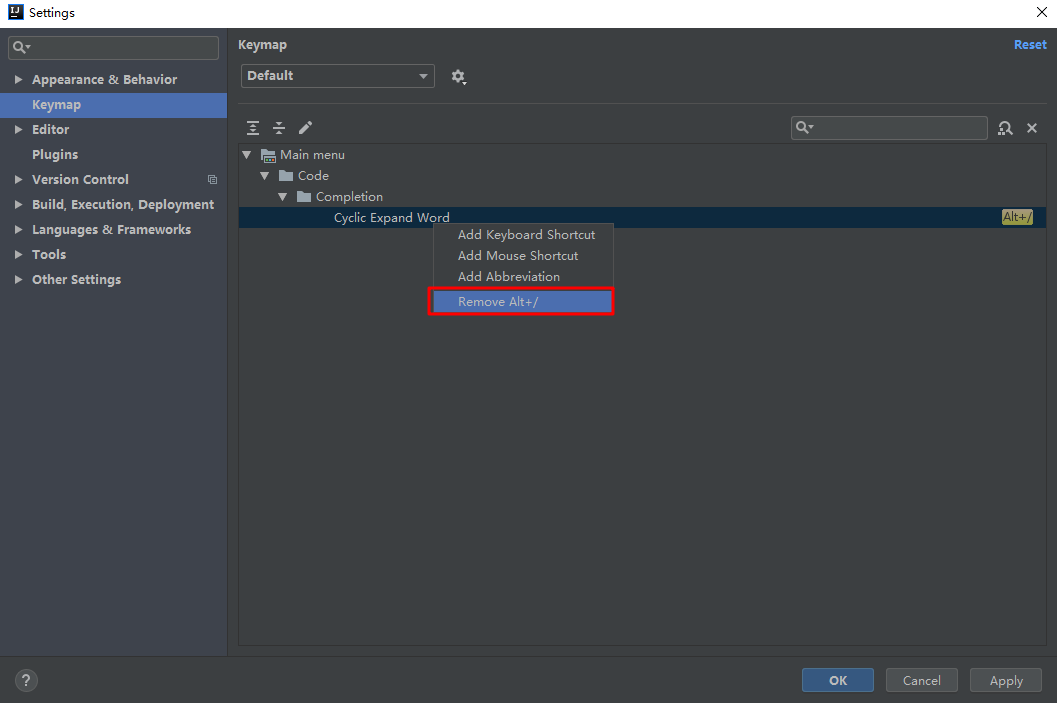 Settings
Appearance & Behavior
Keymap
Editor
Plugins
Version Control
Build, Execution, Deployment
Languages & Frameworks
Tools
Other Settings
Keymap
Reset
Default
Main menu
Code
Completion
Cyclic Expand Word
Alt+/
Add Keyboard Shortcut
Add Mouse Shortcut
Add Abbreviation
Remove Alt+/
?
OK
Cancel
Apply